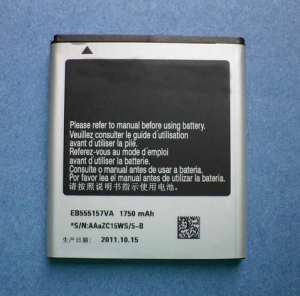 Please refer to manual before using battery.
Veuillez consulter le guide d'utilisation
avant d'utiliser la pile.
Referez-vous au mode d'emploi
avant d'utiliser la batterie.
Consulte o manual antes de usar a bateria.
Por favor lea el manual antes de usar la bateria.
请按照说明书指示使用电池。
EB555157VA 1750 mAh
*S/N:AAaZC15WS/5-B
生产日期: 2011.10.15